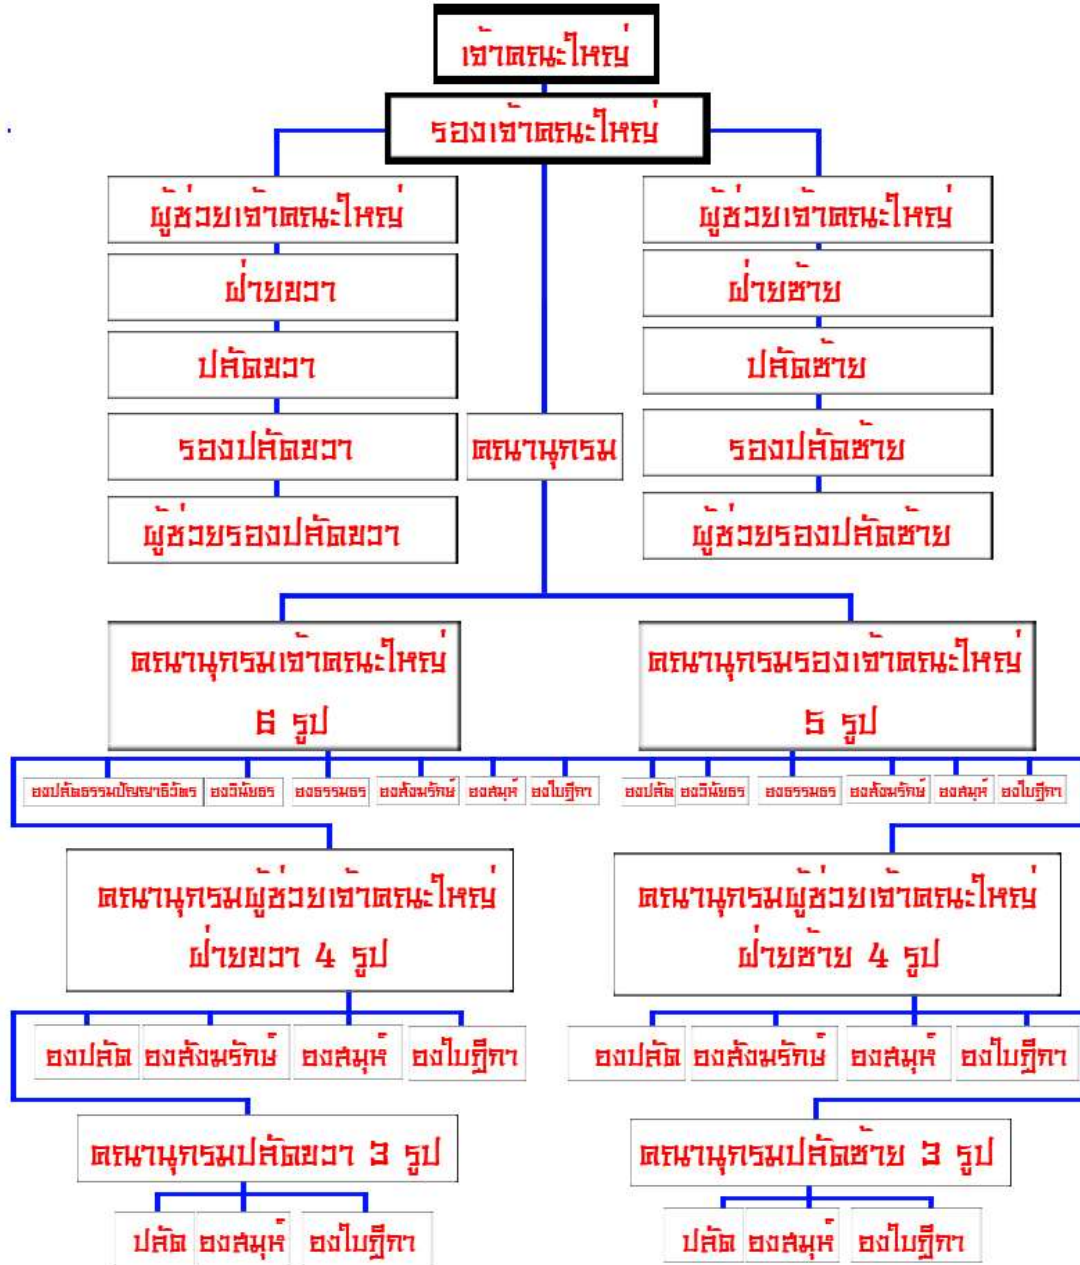 เจ้าคณะใหญ่
รองเจ้าคณะใหญ่
ผู้ช่วยเจ้าคณะใหญ่
ฝ่ายขวา
ปลัดขวา
รองปลัดขวา
ผู้ช่วยรองปลัดขวา
คณานุกรม
ผู้ช่วยเจ้าคณะใหญ่
ฝ่ายซ้าย
ปลัดซ้าย
รองปลัดซ้าย
ผู้ช่วยรองปลัดซ้าย
คณานุกรมเจ้าคณะใหญ่
6 รูป
คณานุกรมรองเจ้าคณะใหญ่
5 รูป
องปลัดธรรมปัญญาธิวัตร องวินัยธร องธรรมธร องสังฆรักษ์ องสมุห์ องใบฎีกา
องปลัด องวินัยธร องธรรมธร องสังฆรักษ์ องสมุห์ องใบฎีกา
คณานุกรมผู้ช่วยเจ้าคณะใหญ่
ฝ่ายขวา 4 รูป
คณานุกรมผู้ช่วยเจ้าคณะใหญ่
ฝ่ายซ้าย 4 รูป
องปลัด องสังฆรักษ์ องสมุห์ องใบฎีกา
องปลัด องสังฆรักษ์ องสมุห์ องใบฎีกา
คณานุกรมปลัดขวา 3 รูป
คณานุกรมปลัดซ้าย 3 รูป
ปลัด องสมุห์ องใบฎีกา
ปลัด องสมุห์ องใบฎีกา